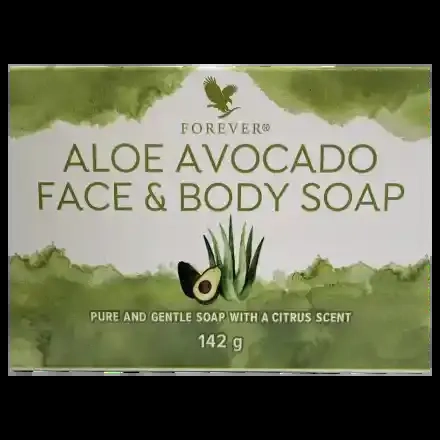 FOREVER®
ALOE AVOCADO
FACE & BODY SOAP
PURE AND GENTLE SOAP WITH A CITRUS SCENT
142 g